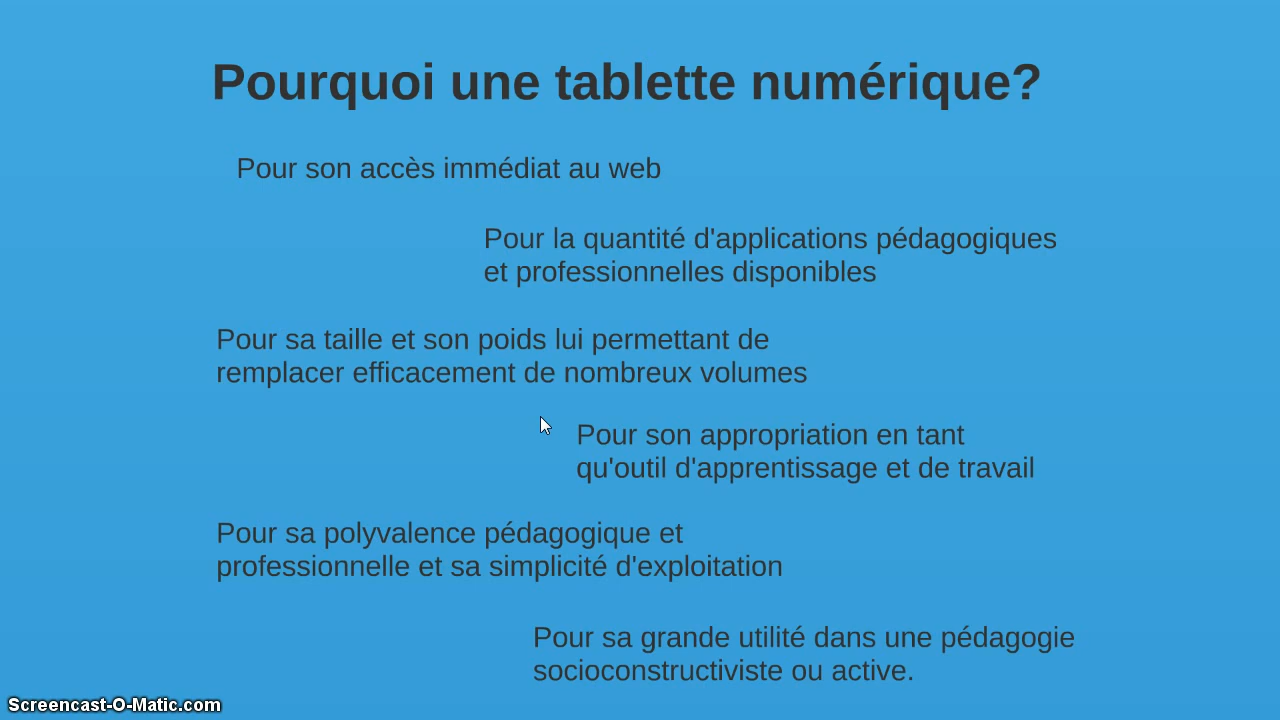 Pourquoi une tablette numérique?
Pour son accès immédiat au web
Pour la quantité d'applications pédagogiques
et professionnelles disponibles
Pour sa taille et son poids lui permettant de
remplacer efficacement de nombreux volumes
Pour son appropriation en tant
qu'outil d'apprentissage et de travail
Pour sa polyvalence pédagogique et
professionnelle et sa simplicité d'exploitation
Pour sa grande utilité dans une pédagogie
socioconstructiviste ou active.
Screencast-O-Matic.com